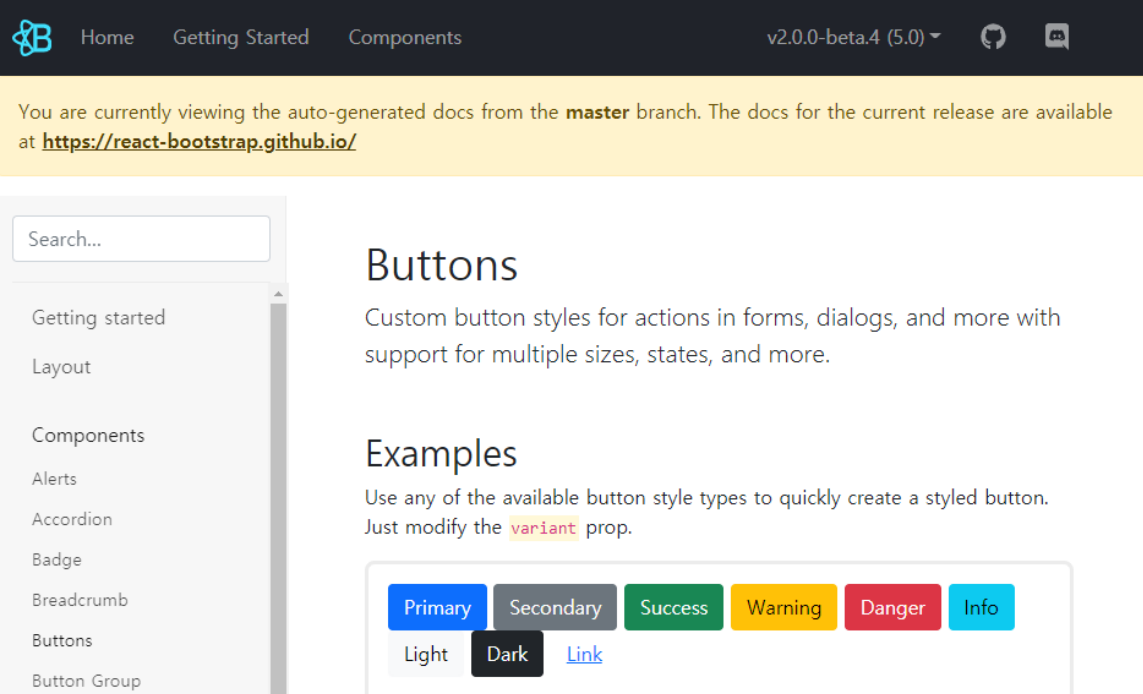 Home Getting Started Components v2.0.0-beta.4 (5.0)
You are currently viewing the auto-generated docs from the master branch. The docs for the current release are available
at https://react-bootstrap.github.io/
Search...
Getting started
Layout
Components
Alerts
Accordion
Badge
Breadcrumb
Buttons
Button Group
Buttons
Custom button styles for actions in forms, dialogs, and more with
support for multiple sizes, states, and more.
Examples
Use any of the available button style types to quickly create a styled button.
Just modify the variant prop.
Primary Secondary Success Warning Danger Info
Light Dark Link